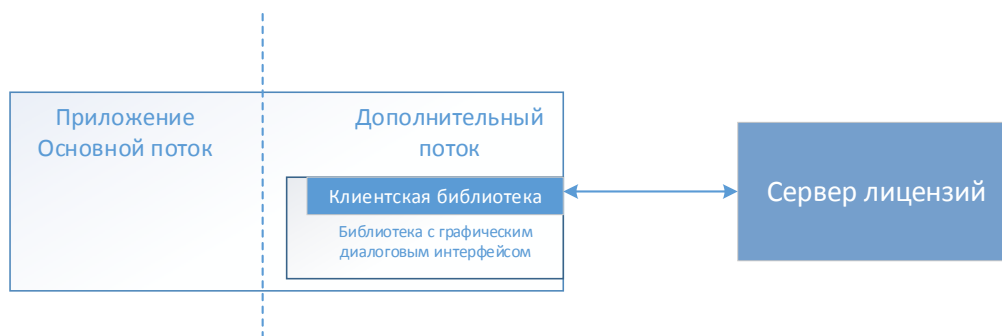 Приложение
Основной поток
Дополнительный
поток
Клиентская библиотека
Библиотека с графическим
диалоговым интерфейсом
Сервер лицензий